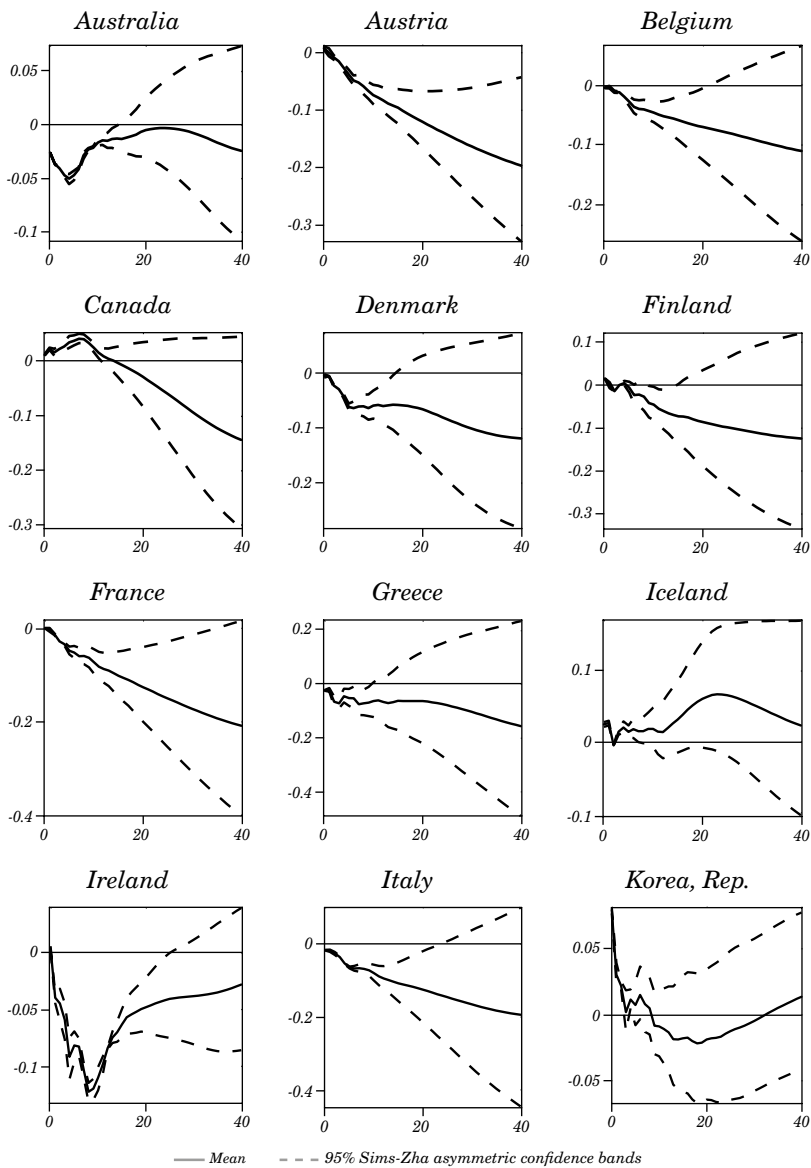 Australia Austria Belgium
0.05 0 -0.05 -0.1
0 20 40
0 -0.1 -0.2 -0.3
0 20 40
0 -0.1 -0.2
0 20 40
Canada Denmark Finland
0 -0.1 -0.2 -0.3
0 20 40
0 -0.1 -0.2
0 20 40
0.1 0 -0.1 -0.2 -0.3
0 20 40
France Greece Iceland
0 -0.2 -0.4
0 20 40
0.2 0 -0.2 -0.4
0 20 40
0.1 0 -0.1
0 20 40
Ireland Italy Korea, Rep.
0 -0.05 -0.1
0 20 40
0 -0.2 -0.4
0 20 40
0.05 0 -0.05
0 20 40
Mean 95% Sims-Zha asymmetric confidence bands